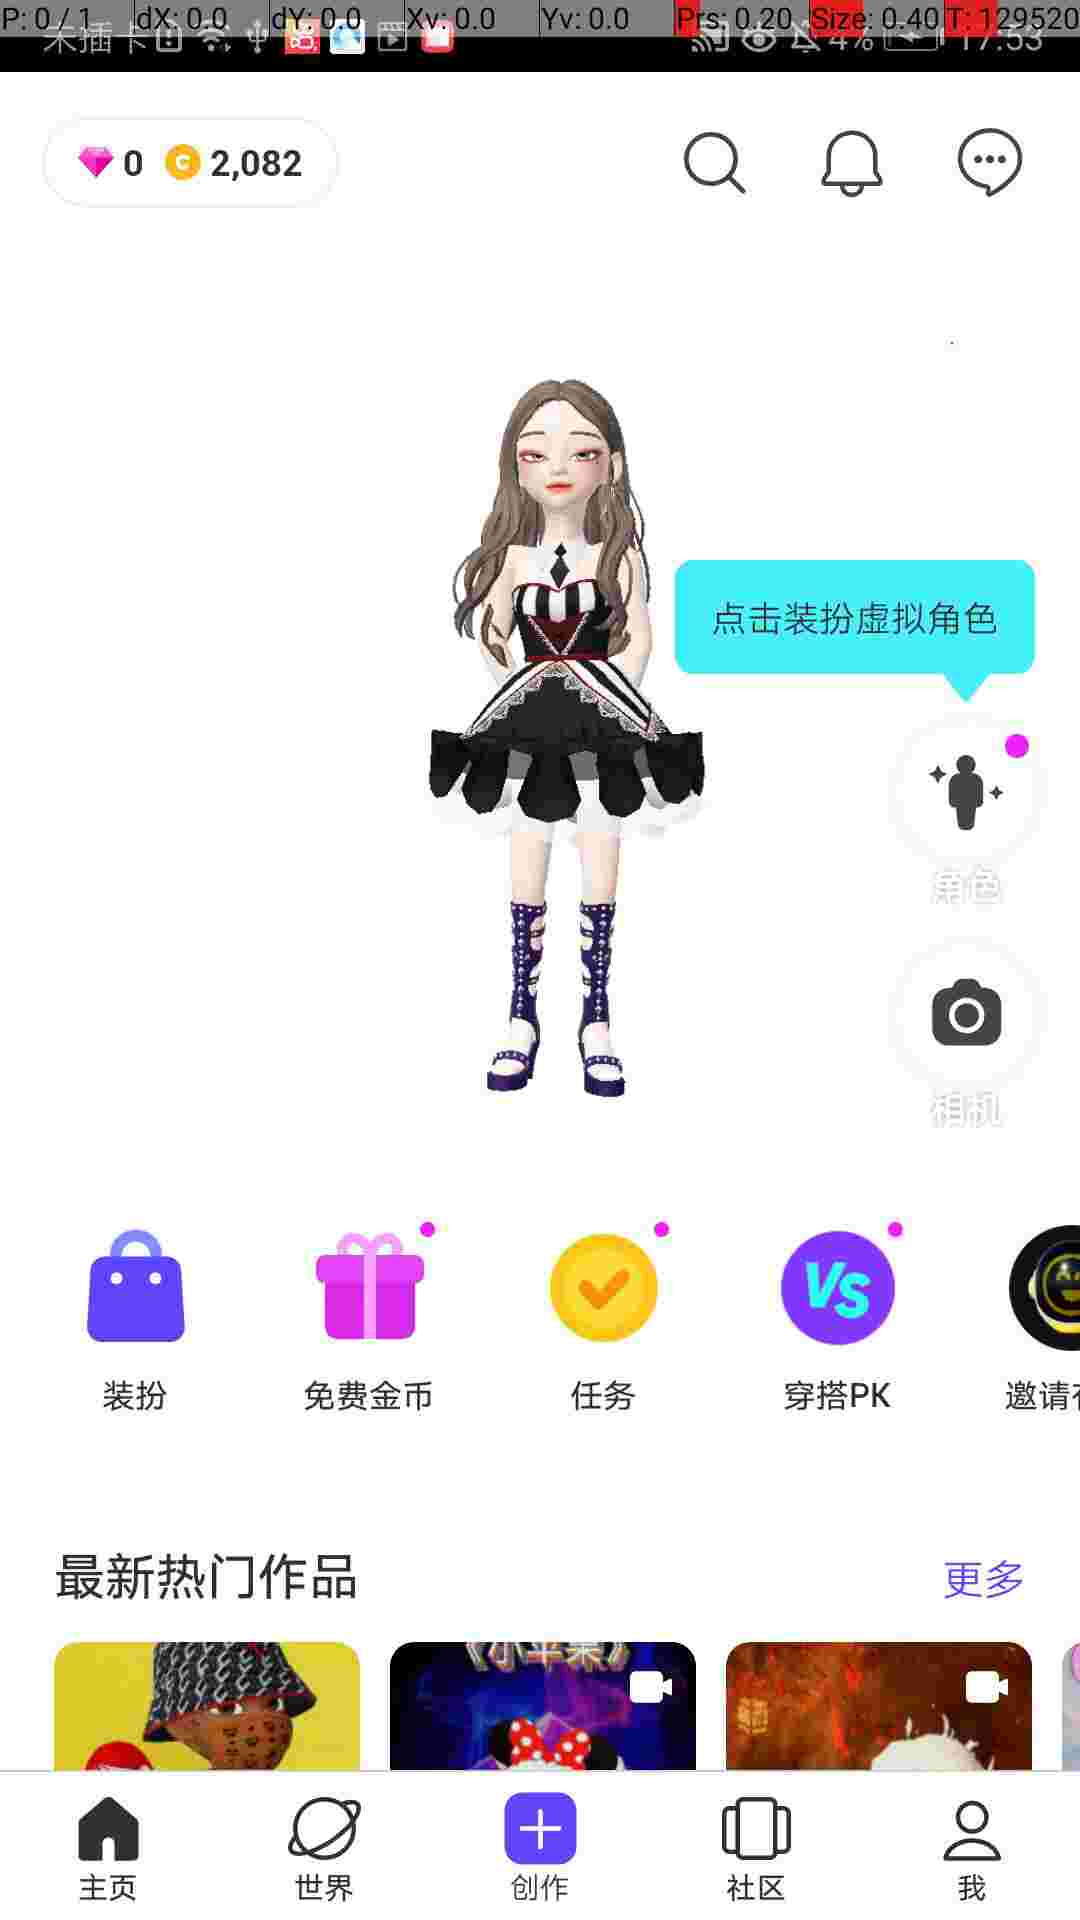 P: 0 / 1 dX: 0.0 dY: 0.0 Xv: 0.0 Yv: 0.0 Prs: 0.20 Size: 0.40 T: 129520
未插卡 4% 17:53
0 2,082
点击装扮虚拟角色
角色
相机
装扮 免费金币 任务 穿搭PK 邀请
最新热门作品 更多
《小苹果》
主页 世界 创作 社区 我